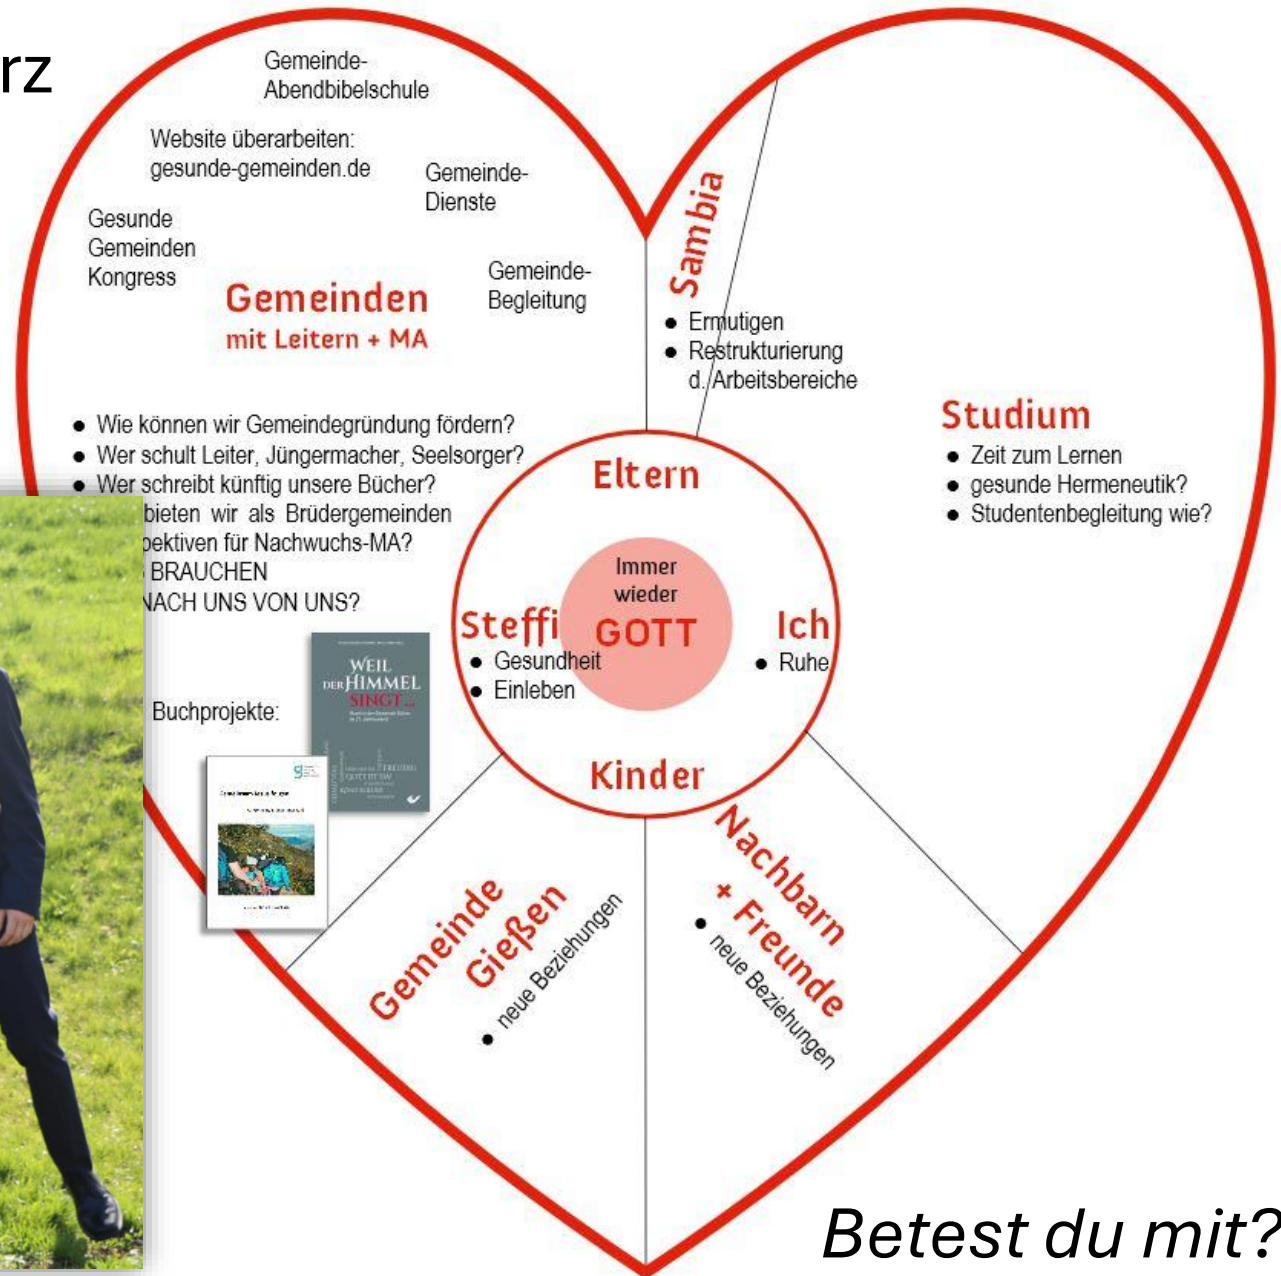 rz
Gemeinde-
Abendbibelschule
Website überarbeiten:
gesunde-gemeinden.de
Gemeinde-
Dienste
Gesunde
Gemeinden
Kongress
Gemeinde-
Begleitung
Gemeinden
mit Leitern + MA
Sambia
• Ermutigen
• Restrukturierung
d. Arbeitsbereiche
• Wie können wir Gemeindegründung fördern?
• Wer schult Leiter, Jüngermacher, Seelsorger?
• Wer schreibt künftig unsere Bücher?
bieten wir als Brüdergemeinden
pektiven für Nachwuchs-MA?
BRAUCHEN
NACH UNS VON UNS?
Studium
• Zeit zum Lernen
• gesunde Hermeneutik?
• Studentenbegleitung wie?
Eltern
Immer
wieder
GOTT
Steffi
• Gesundheit
• Einleben
Ich
• Ruhe
Kinder
Buchprojekte:
WEIL
DER HIMMEL
SINGT ...
Gemeinde
Gießen
• neue Beziehungen
Nachbarn
+ Freunde
• neue Beziehungen
Betest du mit?